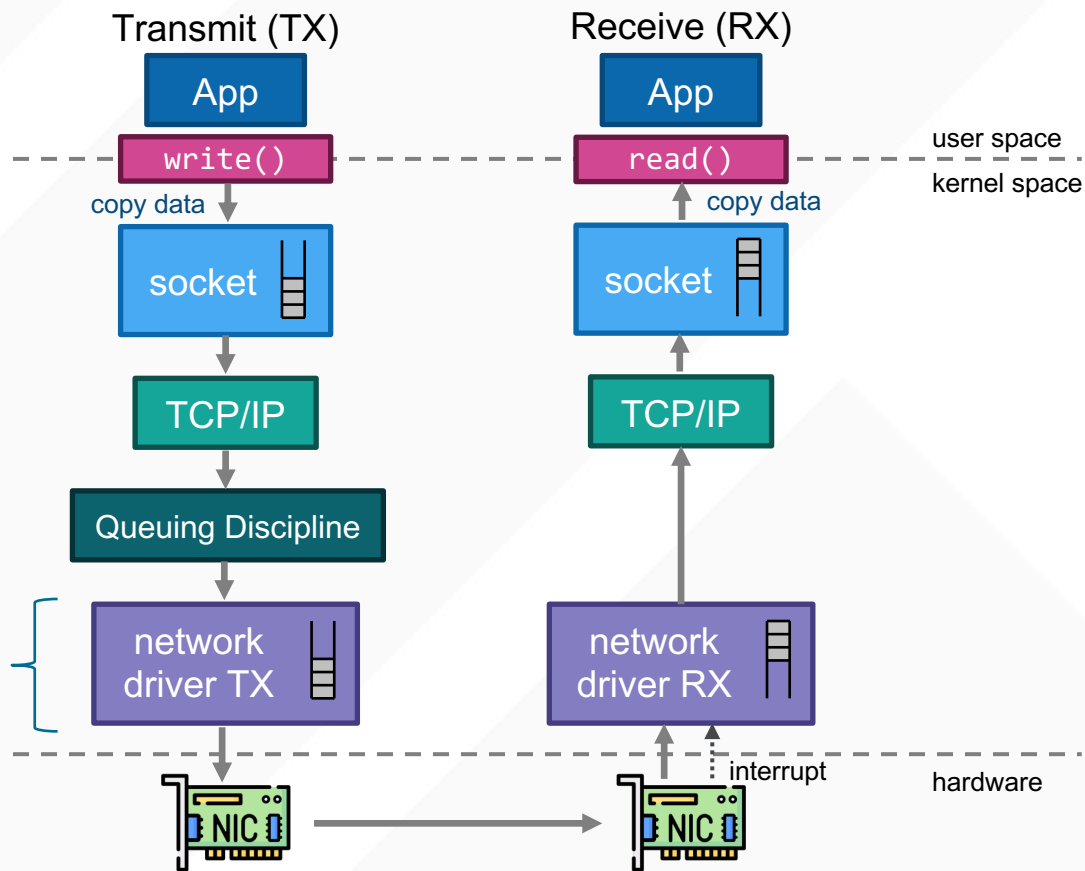 Transmit (TX)
Receive (RX)
App
App
write()
read()
user space
kernel space
copy data
copy data
socket
socket
TCP/IP
TCP/IP
Queuing Discipline
network
driver TX
network
driver RX
interrupt
hardware
NIC
NIC